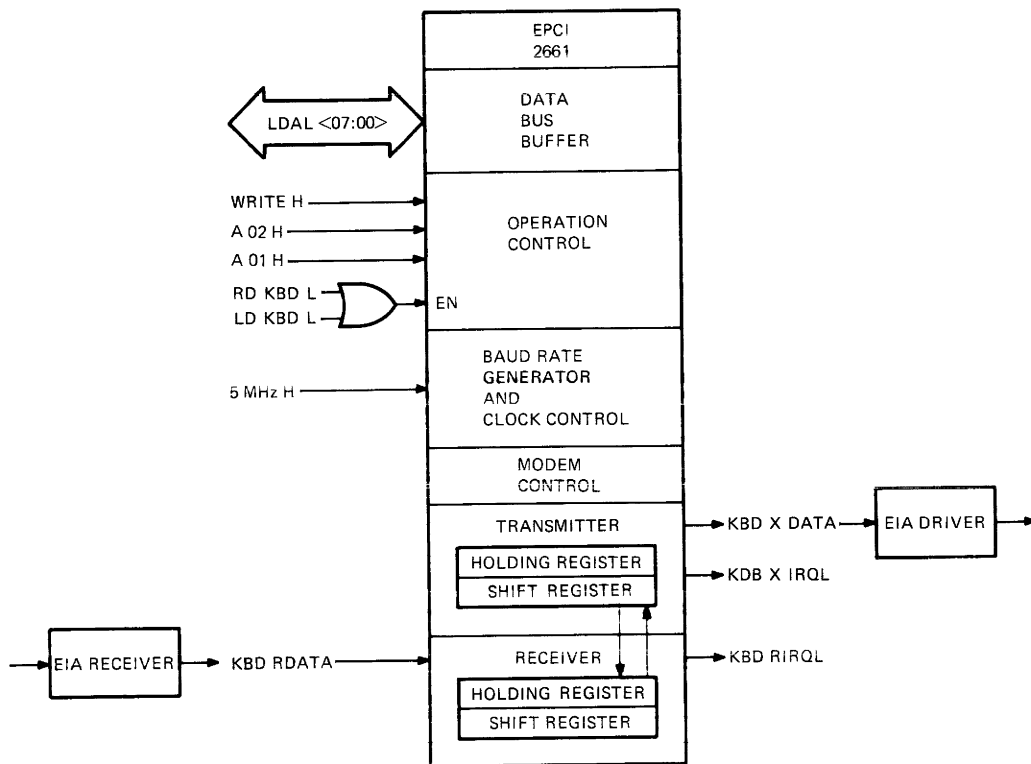 EPCI
2661
DATA
BUS
BUFFER
LDAL <07:00>
WRITE H
A 02 H
A 01 H
RD KBD L
LD KBD L
EN
OPERATION
CONTROL
5 MHz H
BAUD RATE
GENERATOR
AND
CLOCK CONTROL
MODEM
CONTROL
TRANSMITTER
HOLDING REGISTER
SHIFT REGISTER
KBD X DATA
EIA DRIVER
KDB X IRQL
EIA RECEIVER
KBD RDATA
RECEIVER
HOLDING REGISTER
SHIFT REGISTER
KBD RIRQL